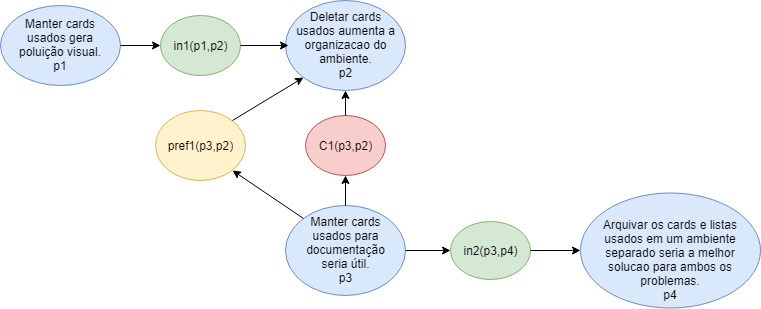 Manter cards
usados gera
poluição visual.
p1
in1(p1,p2)
Deletar cards
usados aumenta a
organizacao do
ambiente.
p2
pref1(p3,p2)
C1(p3,p2)
Manter cards
usados para
documentação
seria útil.
p3
in2(p3,p4)
Arquivar os cards e listas
usados em um ambiente
separado seria a melhor
solucao para ambos os
problemas.
p4